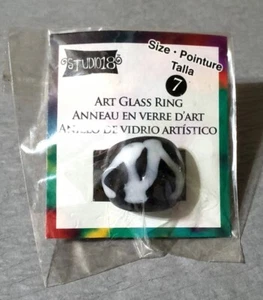 STUDIO18
Size • Pointure
Talla
7
ART GLASS RING
ANNEAU EN VERRE D'ART
ANILLO DE VIDRIO ARTÍSTICO